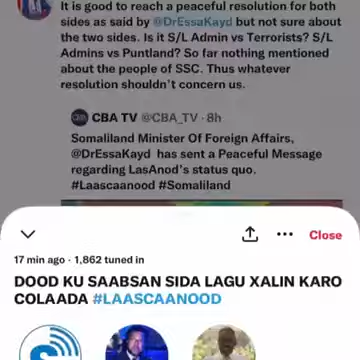 It is good to reach a peaceful resolution for both
sides as said by @DrEssaKayd but not sure about
the two sides. Is it S/L Admin vs Terrorists? S/L
Admins vs Puntland? So far nothing mentioned
about the people of SSC. Thus whatever
resolution shouldn't concern us.
CBA TV @CBA_TV · 8h
Somaliland Minister Of Foreign Affairs,
@DrEssaKayd has sent a Peaceful Message
regarding LasAnod's status quo.
#Laascaanood #Somaliland
Close
17 min ago · 1,862 tuned in
DOOD KU SAABSAN SIDA LAGU XALIN KARO
COLAADA #LAASCAANOOD